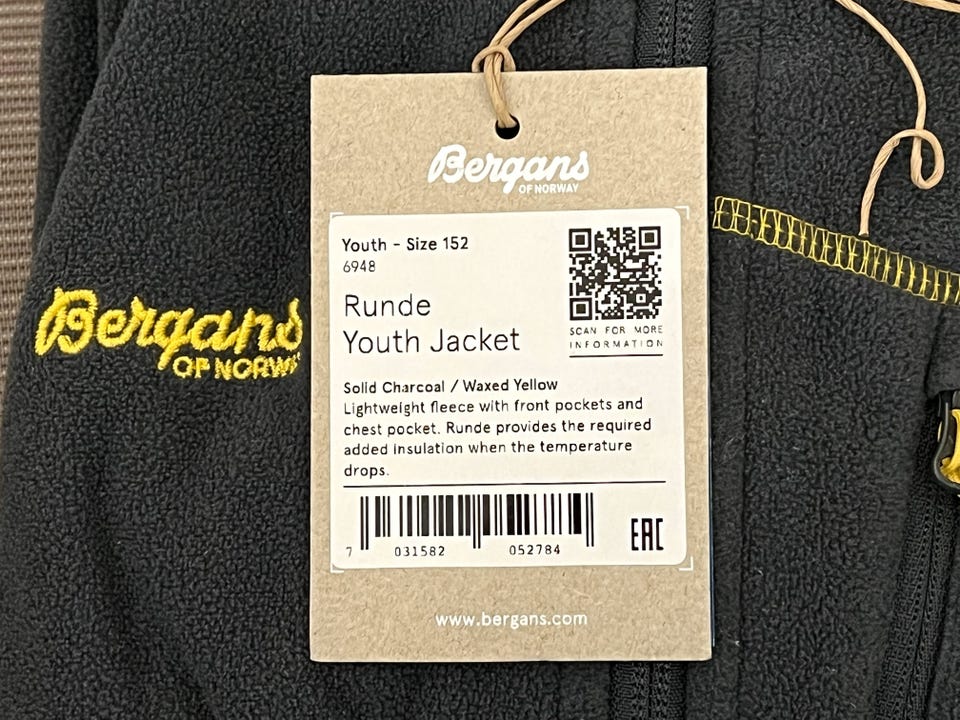 Bergans
OF NORWAY
Youth - Size 152
6948
Runde
Youth Jacket
SCAN FOR MORE
INFORMATION
Solid Charcoal / Waxed Yellow
Lightweight fleece with front pockets and
chest pocket. Runde provides the required
added insulation when the temperature
drops.
7 031582 052784
EAC
www.bergans.com
Bergans
OF NORWAY